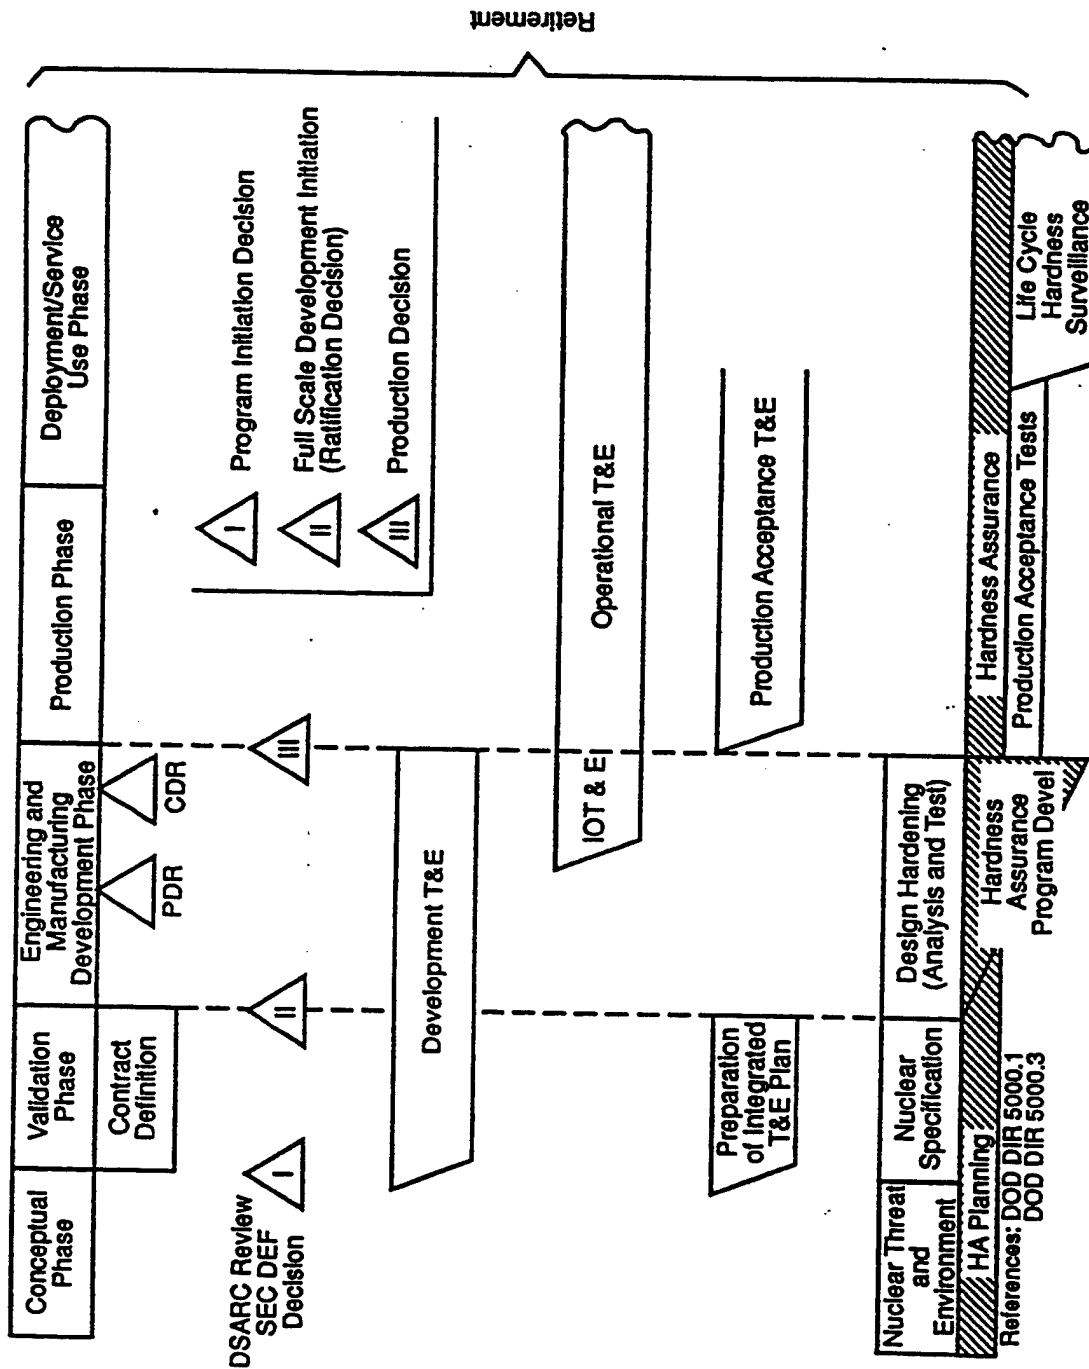 Conceptual
Phase
Validation
Phase
Engineering and
Manufacturing
Development Phase
Production Phase
Deployment/Service
Use Phase
Contract
Definition
PDR
CDR
DSARC Review
SEC DEF
Decision
I
II
III
I
Program Initiation Decision
II
Full Scale Development Initiation
(Ratification Decision)
III
Production Decision
Development T&E
IOT & E
Operational T&E
Preparation
of Integrated
T&E Plan
Production Acceptance T&E
Nuclear Threat
and
Environment
Nuclear
Specification
Design Hardening
(Analysis and Test)
HA Planning
Hardness
Assurance
Program Devel
Hardness Assurance
Production Acceptance Tests
Life Cycle
Hardness
Surveillance
References: DOD DIR 5000.1
DOD DIR 5000.3
Retirement